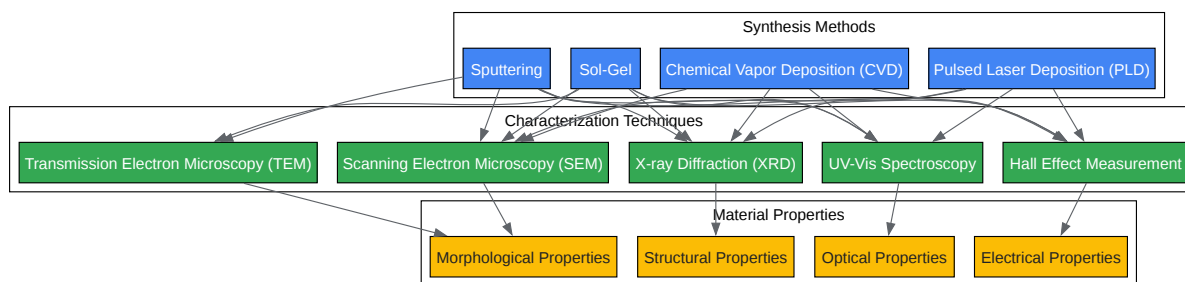 Synthesis Methods
Sputtering
Sol-Gel
Chemical Vapor Deposition (CVD)
Pulsed Laser Deposition (PLD)
Characterization Techniques
Transmission Electron Microscopy (TEM)
Scanning Electron Microscopy (SEM)
X-ray Diffraction (XRD)
UV-Vis Spectroscopy
Hall Effect Measurement
Material Properties
Morphological Properties
Structural Properties
Optical Properties
Electrical Properties